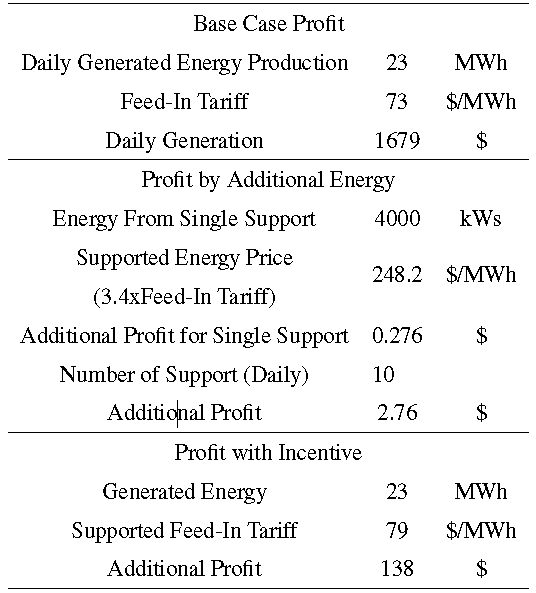 Base Case Profit
Daily Generated Energy Production 23 MWh
Feed-In Tariff 73 $/MWh
Daily Generation 1679 $
Profit by Additional Energy
Energy From Single Support 4000 kWs
Supported Energy Price
(3.4xFeed-In Tariff) 248.2 $/MWh
Additional Profit for Single Support 0.276 $
Number of Support (Daily) 10
Additional Profit 2.76 $
Profit with Incentive
Generated Energy 23 MWh
Supported Feed-In Tariff 79 $/MWh
Additional Profit 138 $